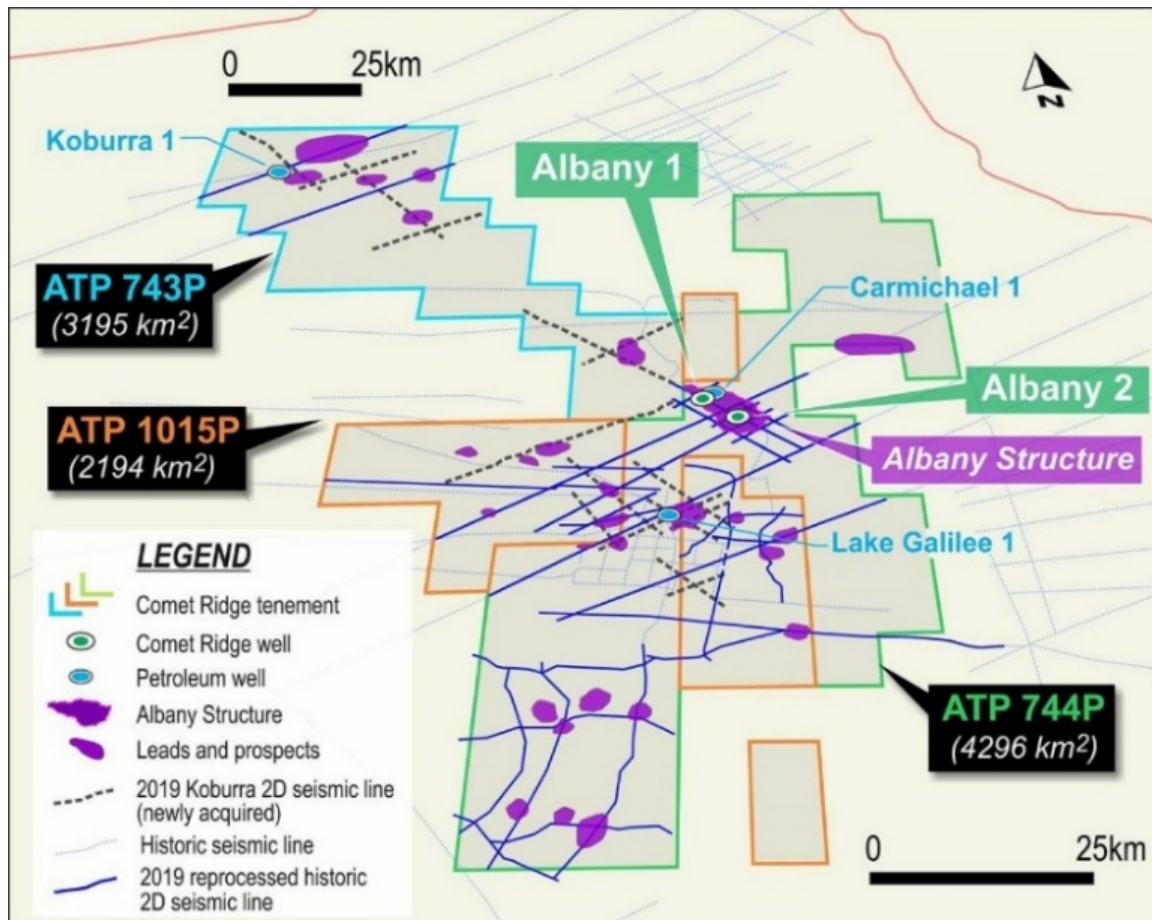 0 25km
N
Koburra 1
Albany 1
ATP 743P
(3195 km²)
Carmichael 1
Albany 2
ATP 1015P
(2194 km²)
Albany Structure
Lake Galilee 1
LEGEND
Comet Ridge tenement
Comet Ridge well
Petroleum well
Albany Structure
Leads and prospects
2019 Koburra 2D seismic line
(newly acquired)
Historic seismic line
2019 reprocessed historic
2D seismic line
ATP 744P
(4296 km²)
0 25km